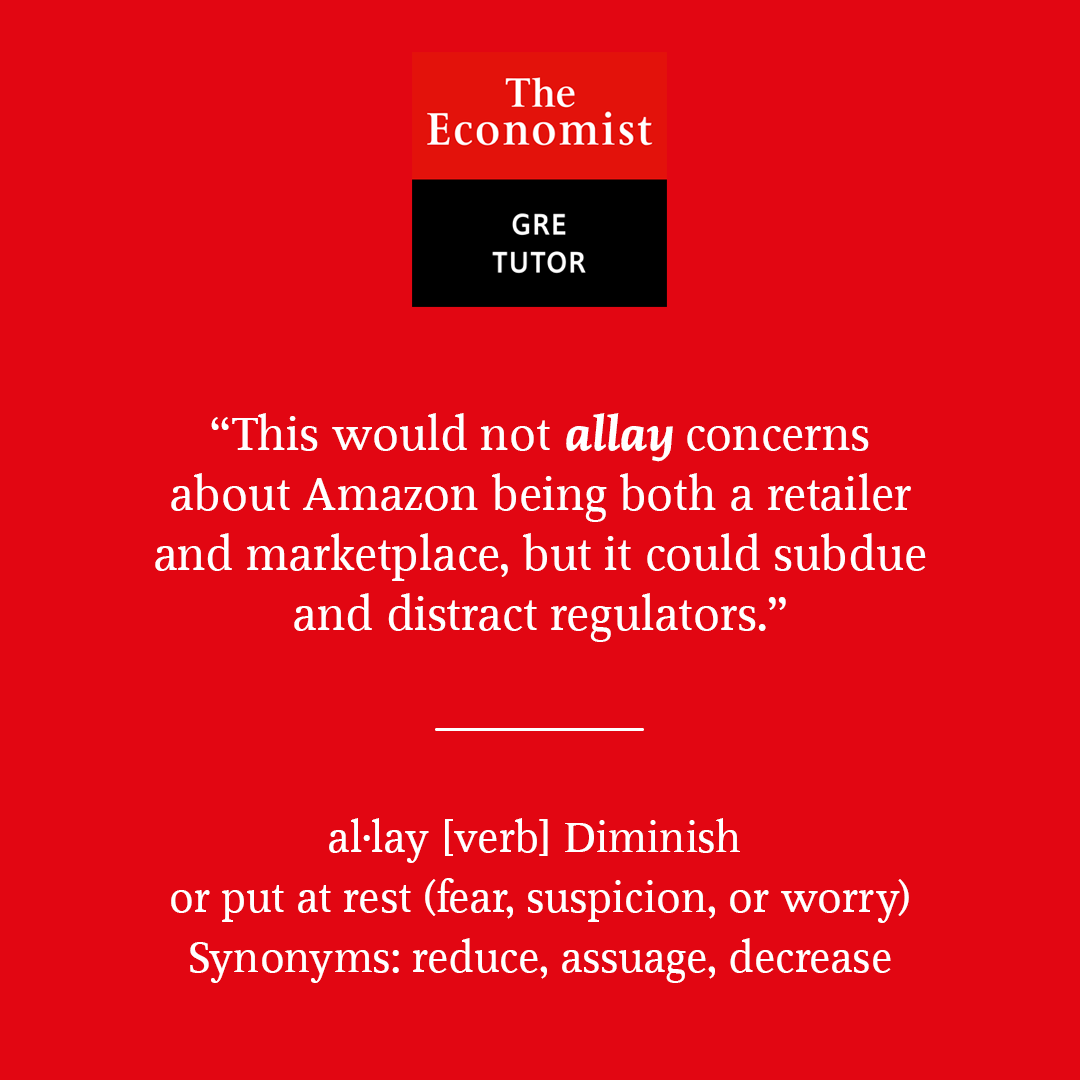 The
Economist
GRE
TUTOR
“This would not allay concerns
about Amazon being both a retailer
and marketplace, but it could subdue
and distract regulators.”
al·lay [verb] Diminish
or put at rest (fear, suspicion, or worry)
Synonyms: reduce, assuage, decrease